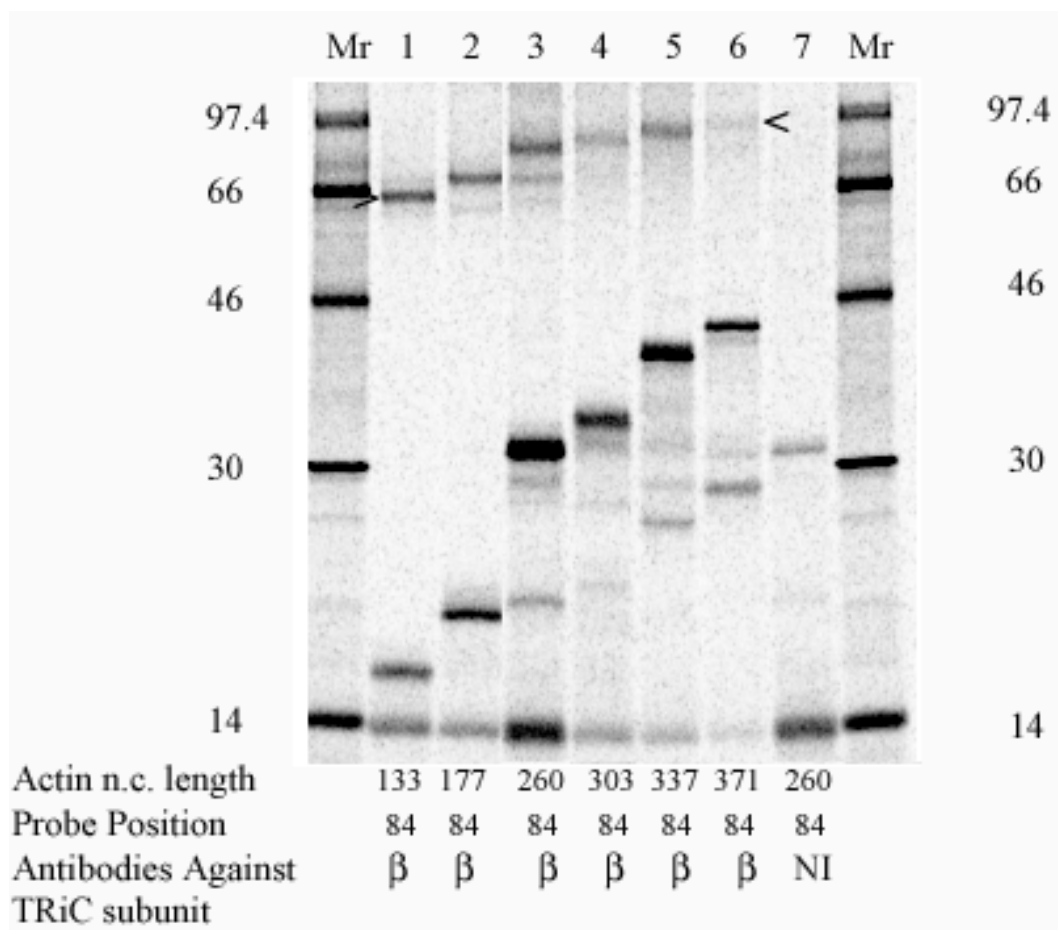 Mr 1 2 3 4 5 6 7 Mr
97.4 < 97.4
66 > 66
46 46
30 30
14 14
Actin n.c. length 133 177 260 303 337 371 260
Probe Position 84 84 84 84 84 84 84
Antibodies Against β β β β β β NI
TRiC subunit